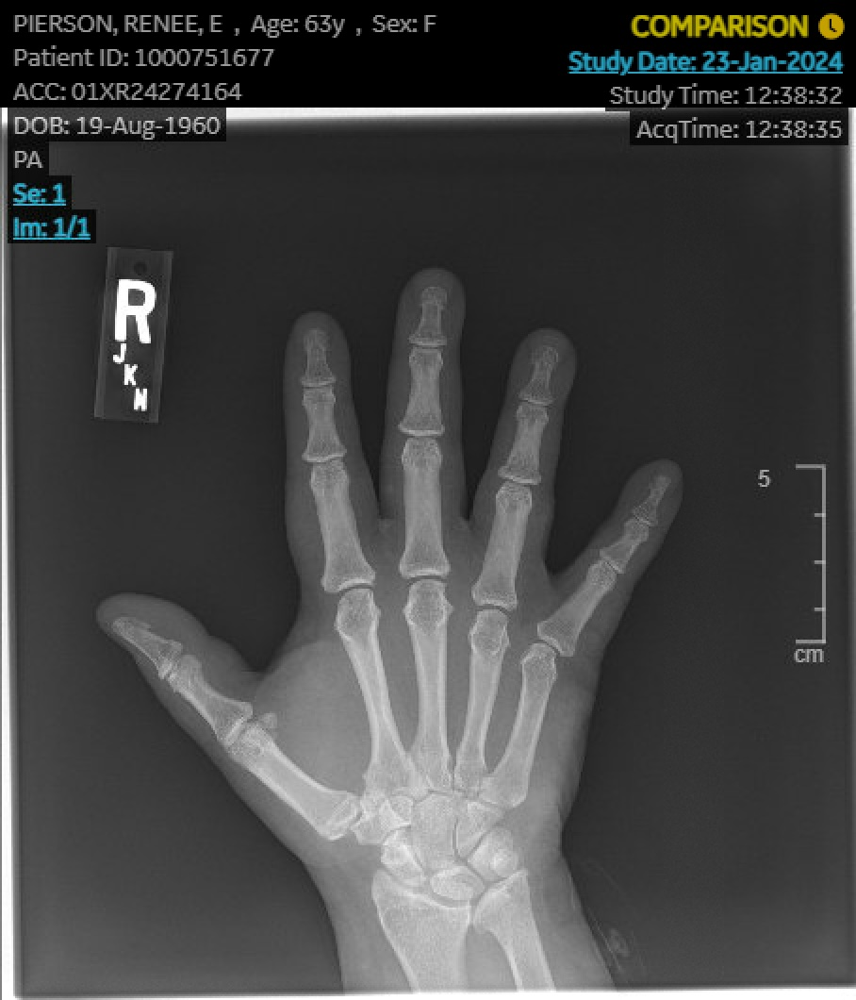 PIERSON, RENEE, E , Age: 63y , Sex: F
Patient ID: 1000751677
ACC: 01XR24274164
DOB: 19-Aug-1960
PA
Se: 1
Im: 1/1
COMPARISON
Study Date: 23-Jan-2024
Study Time: 12:38:32
AcqTime: 12:38:35
R
J
K
W
5
cm